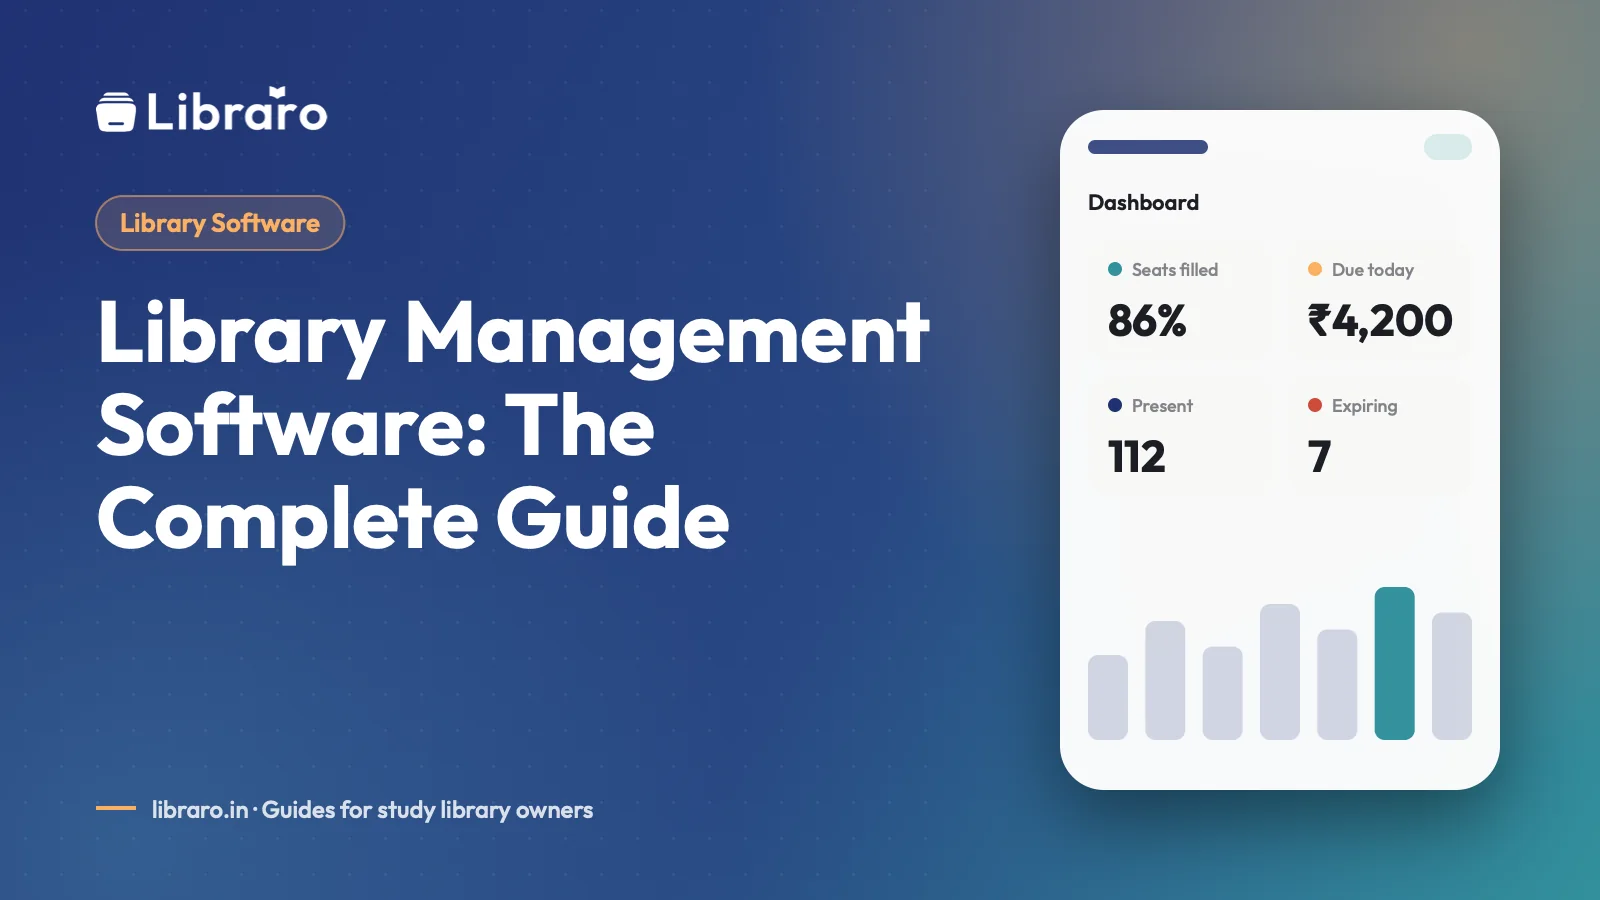 Libraro
Library Software
Library Management
Software: The
Complete Guide
libraro.in · Guides for study library owners
Dashboard
Seats filled
86%
Due today
₹4,200
Present
112
Expiring
7